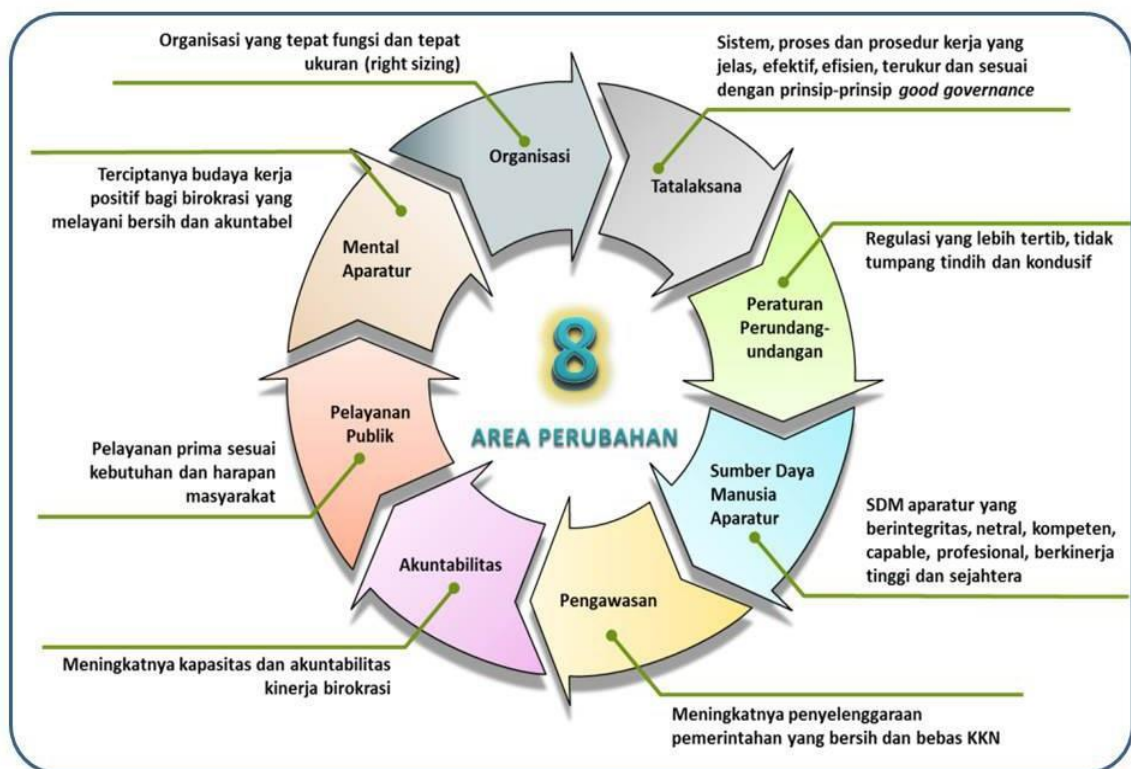 Organisasi yang tepat fungsi dan tepat
ukuran (right sizing)
Sistem, proses dan prosedur kerja yang
jelas, efektif, efisien, terukur dan sesuai
dengan prinsip-prinsip good governance
Organisasi
Tatalaksana
Terciptanya budaya kerja
positif bagi birokrasi yang
melayani bersih dan akuntabel
Mental
Aparatur
Regulasi yang lebih tertib, tidak
tumpang tindih dan kondusif
Peraturan
Perundang-
undangan
8
AREA PERUBAHAN
Pelayanan
Publik
Pelayanan prima sesuai
kebutuhan dan harapan
masyarakat
Sumber Daya
Manusia
Aparatur
SDM aparatur yang
berintegritas, netral, kompeten,
capable, profesional, berkinerja
tinggi dan sejahtera
Akuntabilitas
Pengawasan
Meningkatnya kapasitas dan akuntabilitas
kinerja birokrasi
Meningkatnya penyelenggaraan
pemerintahan yang bersih dan bebas KKN